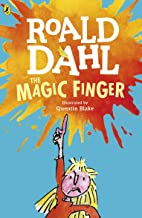 ROALD
DAHL
THE
MAGIC FINGER
Illustrated by
Quentin Blake